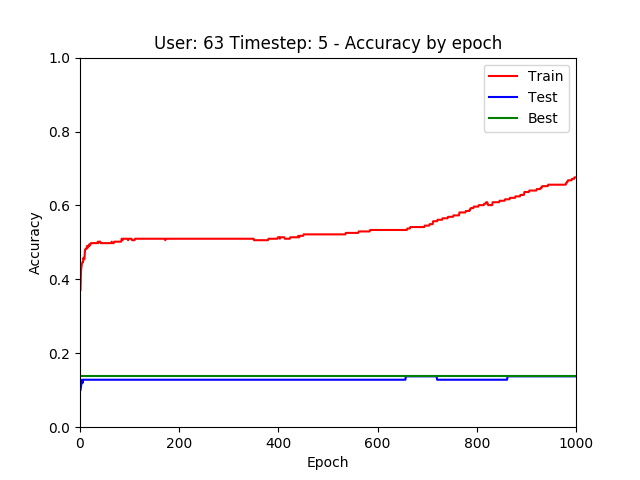 User: 63 Timestep: 5 - Accuracy by epoch
1.0
0.8
0.6
0.4
0.2
0.0
Accuracy
Train
Test
Best
0 200 400 600 800 1000
Epoch